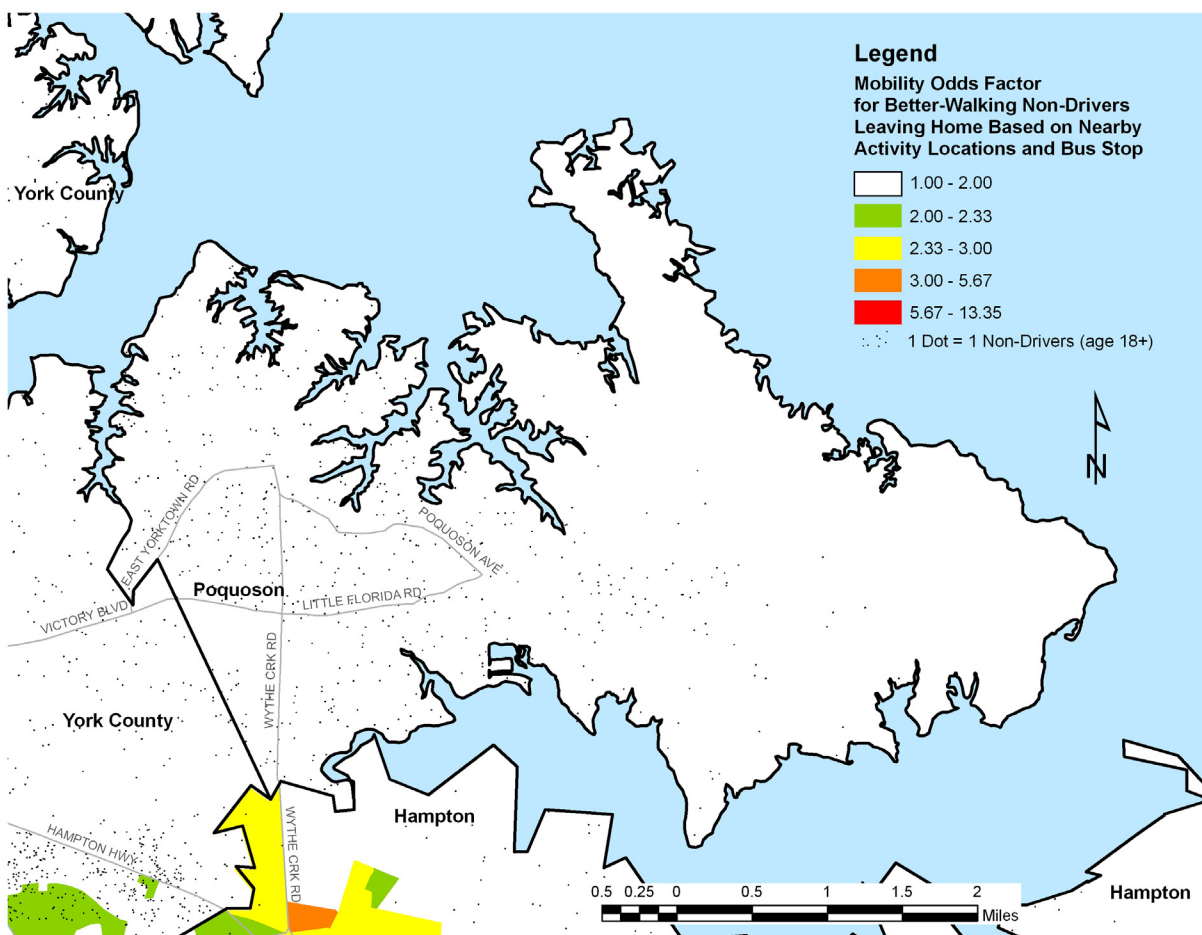 Legend
Mobility Odds Factor
for Better-Walking Non-Drivers
Leaving Home Based on Nearby
Activity Locations and Bus Stop
1.00 - 2.00
2.00 - 2.33
2.33 - 3.00
3.00 - 5.67
5.67 - 13.35
1 Dot = 1 Non-Drivers (age 18+)
York County
N
EAST YORKTOWN RD
POQUOSON AVE
Poquoson
LITTLE FLORIDA RD
VICTORY BLVD
WYTHE CRK RD
York County
Hampton
WYTHE CRK RD
HAMPTON HWY
0.5 0.25 0 0.5 1 1.5 2
Miles
Hampton